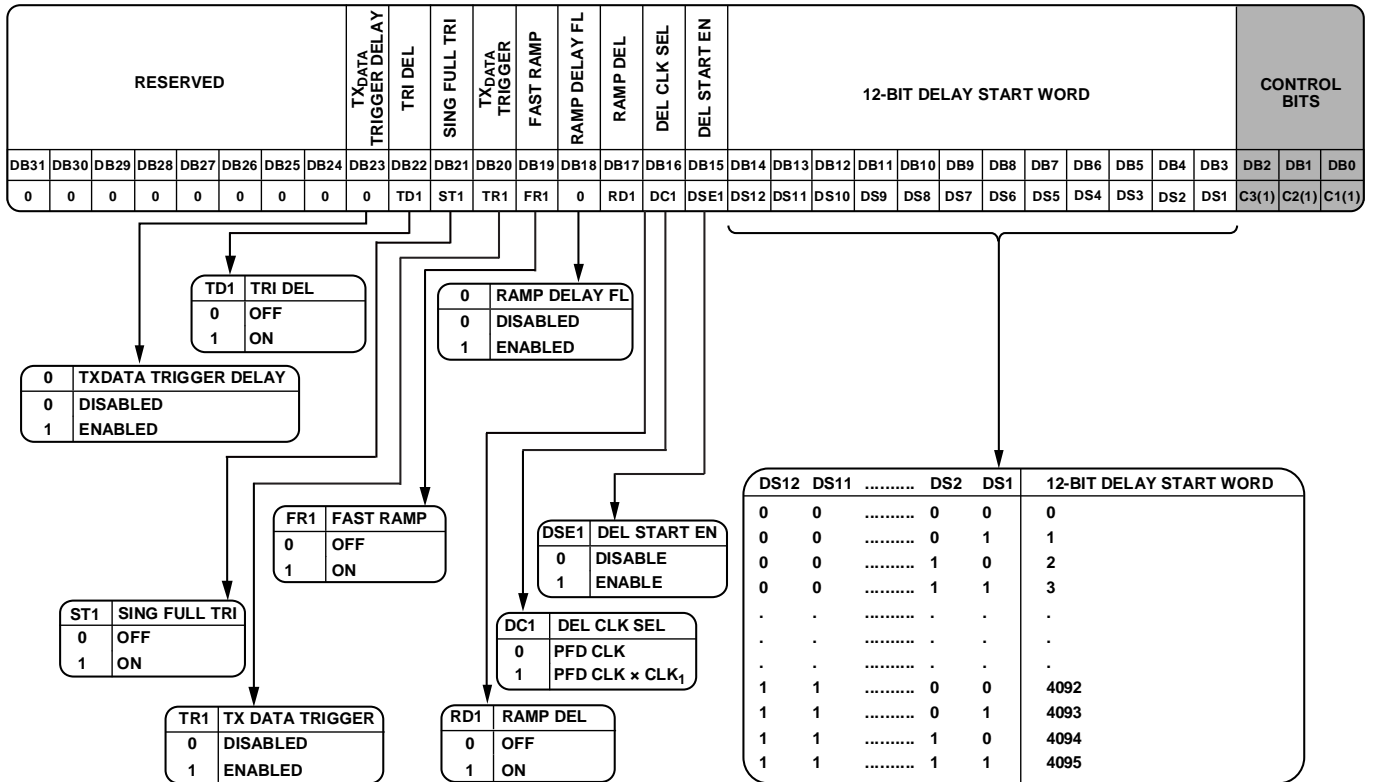 RESERVED
TXDATA TRIGGER DELAY
TRI DEL
SING FULL TRI
TXDATA TRIGGER
FAST RAMP
RAMP DELAY FL
RAMP DEL
DEL CLK SEL
DEL START EN
12-BIT DELAY START WORD
CONTROL
BITS
DB31 DB30 DB29 DB28 DB27 DB26 DB25 DB24 DB23 DB22 DB21 DB20 DB19 DB18 DB17 DB16 DB15 DB14 DB13 DB12 DB11 DB10 DB9 DB8 DB7 DB6 DB5 DB4 DB3 DB2 DB1 DB0
0 0 0 0 0 0 0 0 0 TD1 ST1 TR1 FR1 0 RD1 DC1 DSE1 DS12 DS11 DS10 DS9 DS8 DS7 DS6 DS5 DS4 DS3 DS2 DS1 C3(1) C2(1) C1(1)
TD1 TRI DEL
0 OFF
1 ON
0 RAMP DELAY FL
0 DISABLED
1 ENABLED
0 TXDATA TRIGGER DELAY
0 DISABLED
1 ENABLED
FR1 FAST RAMP
0 OFF
1 ON
DSE1 DEL START EN
0 DISABLE
1 ENABLE
ST1 SING FULL TRI
0 OFF
1 ON
DC1 DEL CLK SEL
0 PFD CLK
1 PFD CLK × CLK1
TR1 TX DATA TRIGGER
0 DISABLED
1 ENABLED
RD1 RAMP DEL
0 OFF
1 ON
DS12 DS11 .......... DS2 DS1 12-BIT DELAY START WORD
0 0 .......... 0 0 0
0 0 .......... 0 1 1
0 0 .......... 1 0 2
0 0 .......... 1 1 3
. . .......... . . .
. . .......... . . .
. . .......... . . .
1 1 .......... 0 0 4092
1 1 .......... 0 1 4093
1 1 .......... 1 0 4094
1 1 .......... 1 1 4095